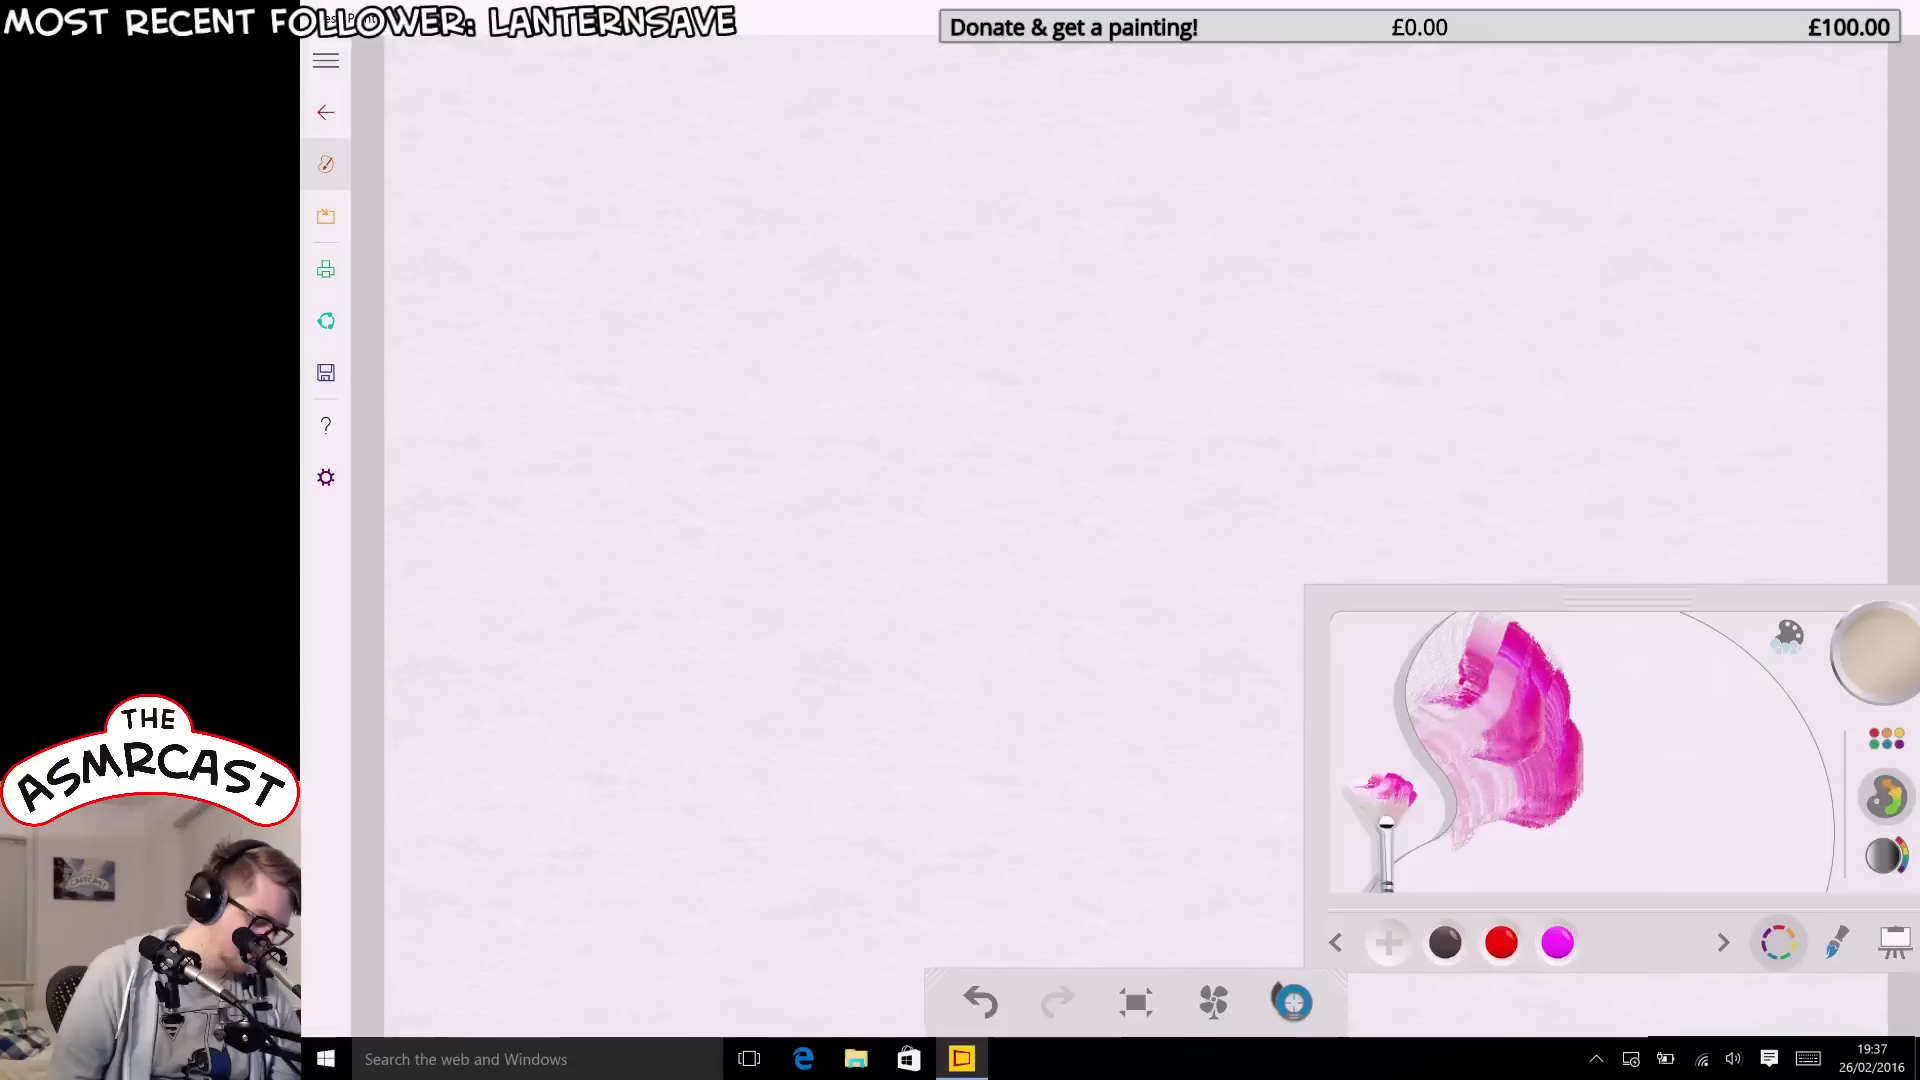 MOST RECENT FOLLOWER: LANTERNSAVE
Donate & get a painting! £0.00 £100.00
THE
ASMRCAST
Search the web and Windows
19:37
26/02/2016